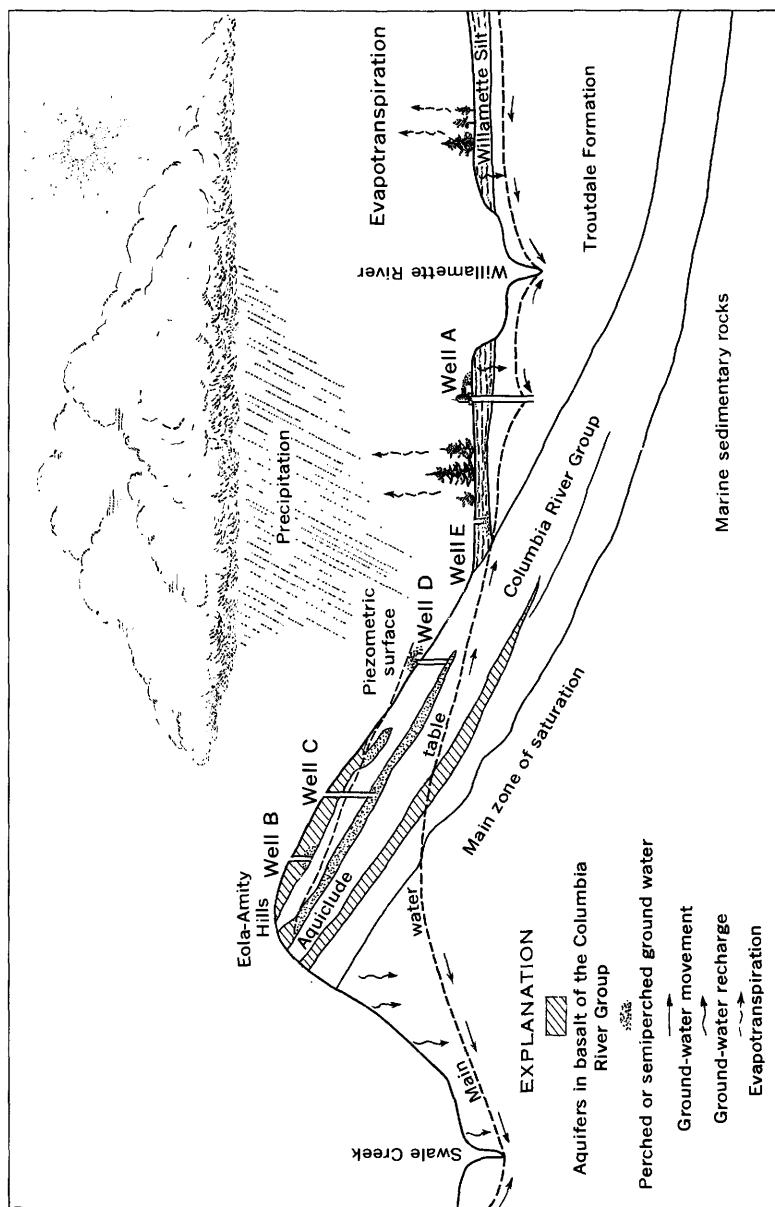 Precipitation
Evapotranspiration
Eola-Amity
Hills
Well B
Well C
Piezometric
surface
Well D
Well E
Well A
Willamette River
Willamette Silt
Swale Creek
Aquiclude
Main
water
table
Main zone of saturation
Columbia River Group
Troutdale Formation
Marine sedimentary rocks
EXPLANATION
Aquifers in basalt of the Columbia
River Group
Perched or semiperched ground water
Ground-water movement
Ground-water recharge
Evapotranspiration